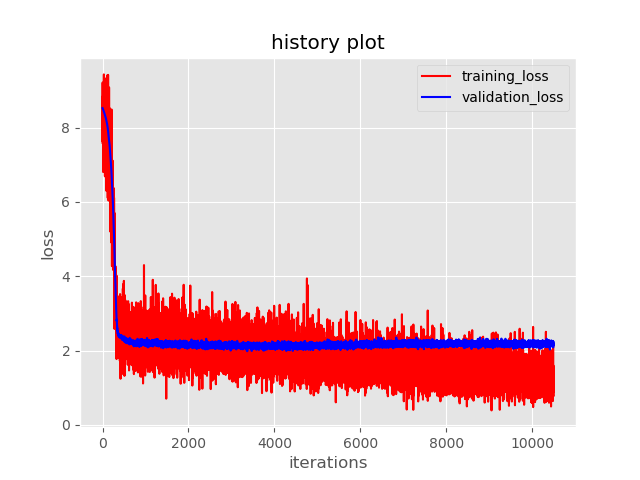 history plot
training_loss
validation_loss
loss
8
6
4
2
0
0 2000 4000 6000 8000 10000
iterations